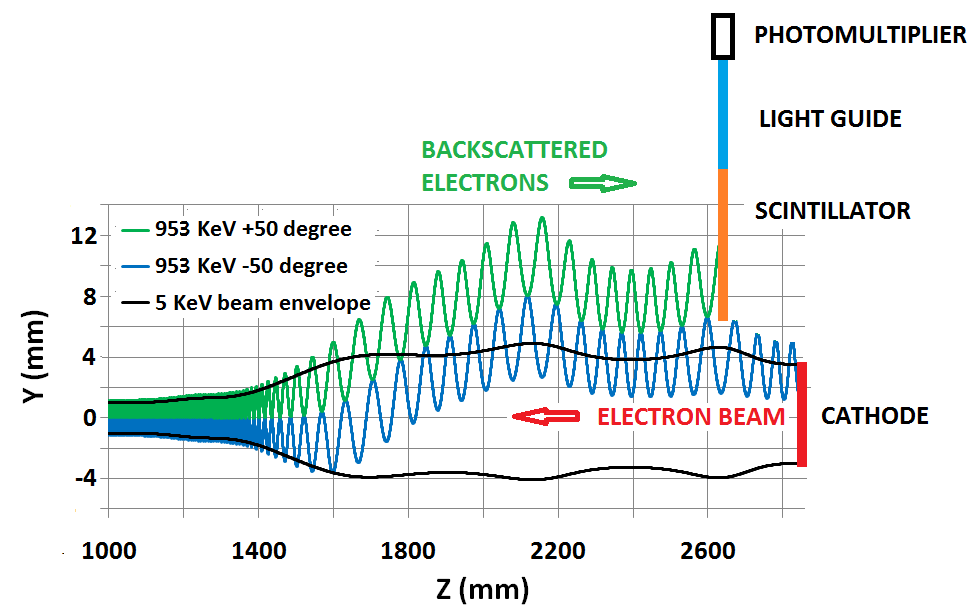 PHOTOMULTIPLIER
LIGHT GUIDE
BACKSCATTERED
ELECTRONS
SCINTILLATOR
953 KeV +50 degree
953 KeV -50 degree
5 KeV beam envelope
12
8
4
0
-4
Y (mm)
ELECTRON BEAM
CATHODE
1000 1400 1800 2200 2600
Z (mm)